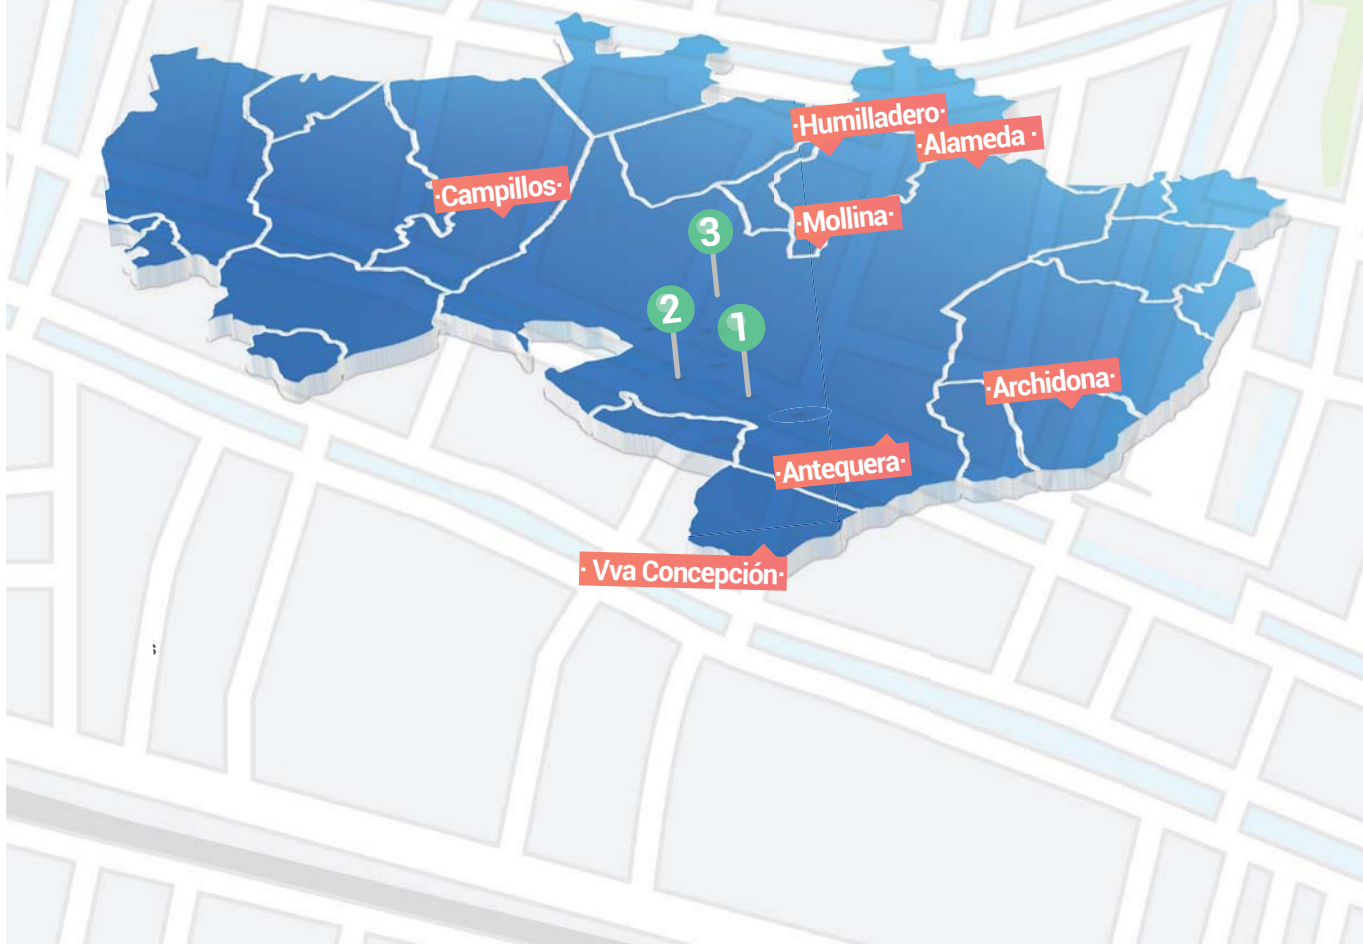 ·Humilladero·
·Alameda ·
·Campillos·
·Mollina·
3
2
1
·Archidona·
·Antequera·
· Vva Concepción·
s